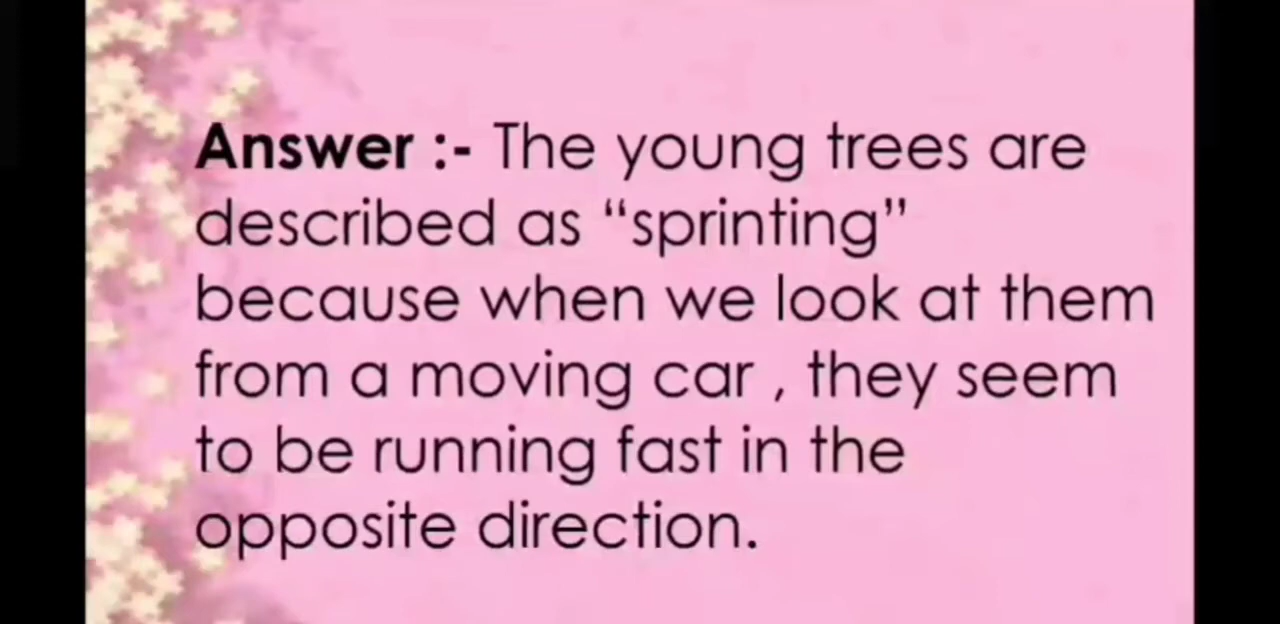 Answer :- The young trees are
described as “sprinting”
because when we look at them
from a moving car , they seem
to be running fast in the
opposite direction.